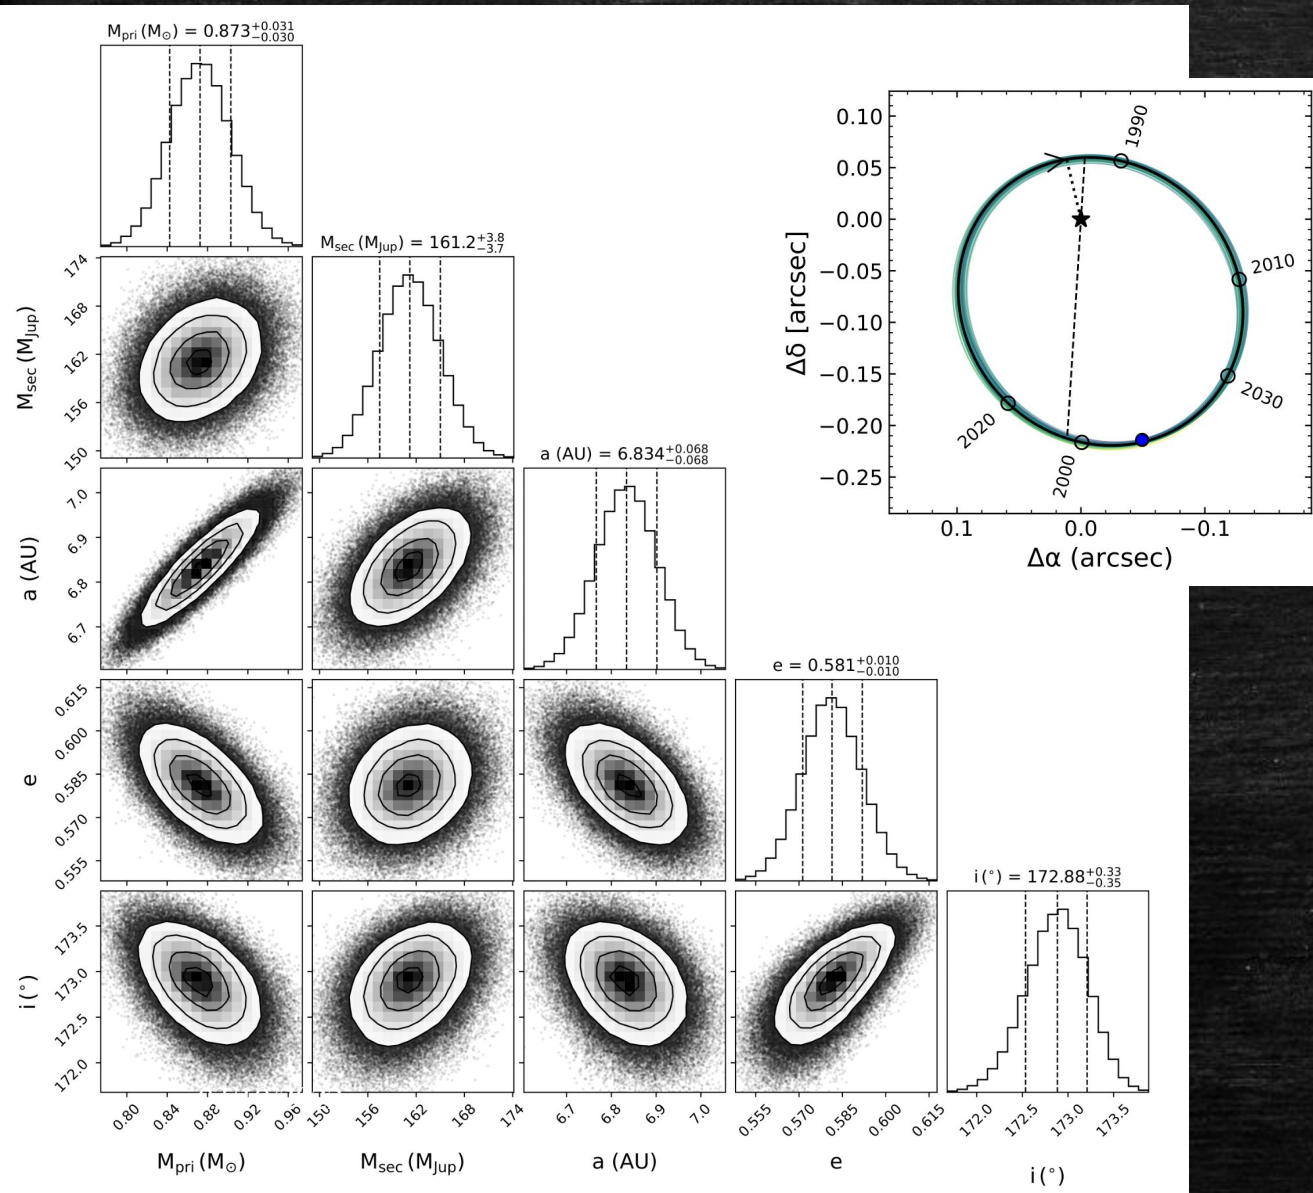 M_pri (M_⊙) = 0.873^{+0.031}_{−0.030}
M_sec (M_Jup) = 161.2^{+3.8}_{−3.7}
a (AU) = 6.834^{+0.068}_{−0.068}
e = 0.581^{+0.010}_{−0.010}
i (°) = 172.88^{+0.33}_{−0.35}
M_sec (M_Jup)
174
168
162
156
150
a (AU)
7.0
6.9
6.8
6.7
e
0.615
0.600
0.585
0.570
0.555
i (°)
173.5
173.0
172.5
172.0
0.80 0.84 0.88 0.92 0.96
150 156 162 168 174
6.7 6.8 6.9 7.0
0.555 0.570 0.585 0.600 0.615
172.0 172.5 173.0 173.5
M_pri (M_⊙)
M_sec (M_Jup)
a (AU)
e
i (°)
Δδ [arcsec]
0.10
0.05
0.00
−0.05
−0.10
−0.15
−0.20
−0.25
1990
2010
2030
2020
2000
0.1 0.0 −0.1
Δα (arcsec)